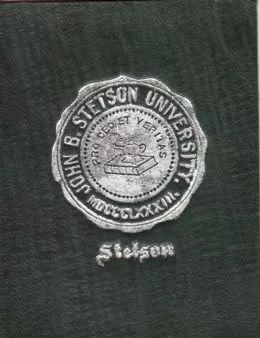 JOHN B. STETSON UNIVERSITY.
PRO DEO ET VERITAS
MDCCCLXXXIII.
Stetson